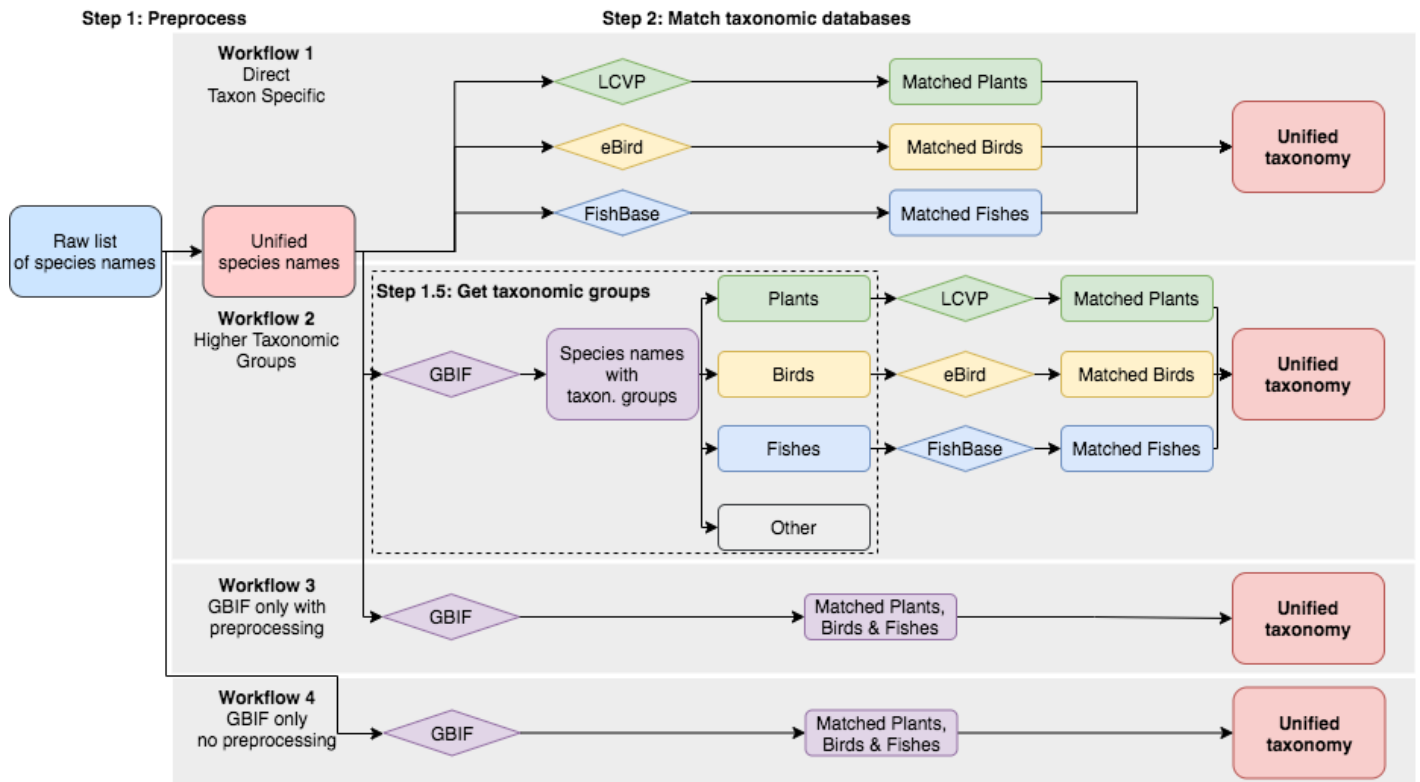 Step 1: Preprocess
Step 2: Match taxonomic databases
Workflow 1
Direct
Taxon Specific
LCVP
Matched Plants
eBird
Matched Birds
FishBase
Matched Fishes
Unified
taxonomy
Raw list
of species names
Unified
species names
Workflow 2
Higher Taxonomic
Groups
Step 1.5: Get taxonomic groups
GBIF
Species names
with
taxon. groups
Plants
LCVP
Matched Plants
Birds
eBird
Matched Birds
Fishes
FishBase
Matched Fishes
Other
Unified
taxonomy
Workflow 3
GBIF only with
preprocessing
GBIF
Matched Plants,
Birds & Fishes
Unified
taxonomy
Workflow 4
GBIF only
no preprocessing
GBIF
Matched Plants,
Birds & Fishes
Unified
taxonomy